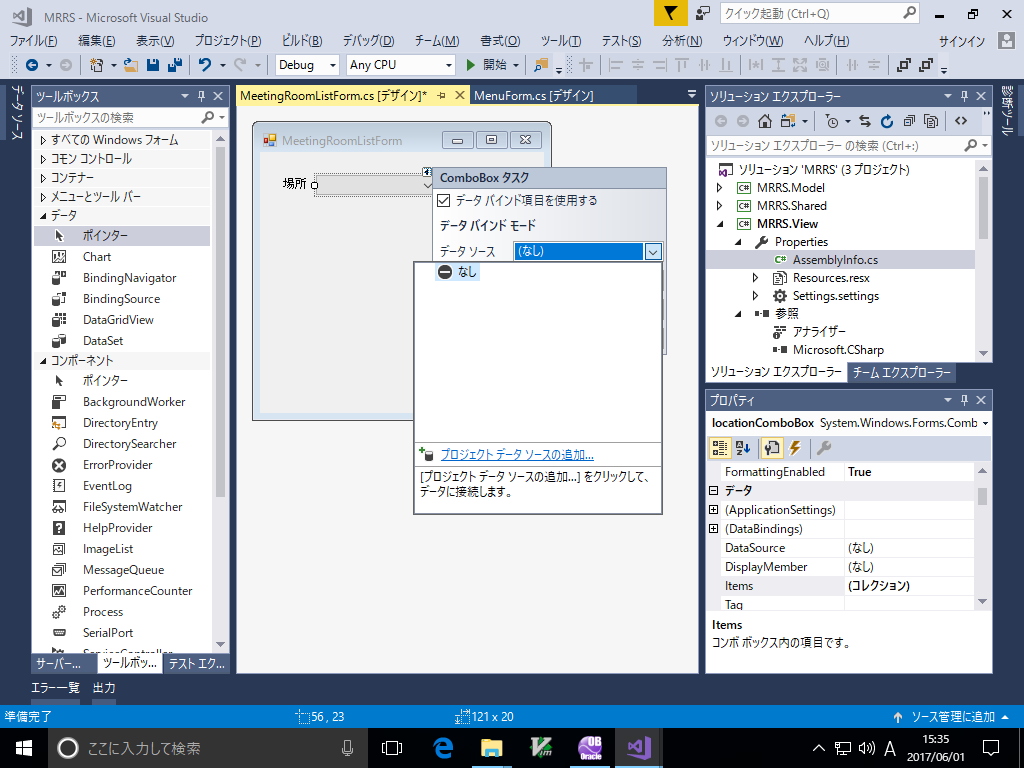 MRRS - Microsoft Visual Studio
クイック起動 (Ctrl+Q)
ファイル(F) 編集(E) 表示(V) プロジェクト(P) ビルド(B) デバッグ(D) チーム(M) 書式(O) ツール(T) テスト(S) 分析(N) ウィンドウ(W) ヘルプ(H) サインイン
Debug Any CPU 開始
データ ソース
ツールボックス
ツールボックスの検索
すべての Windows フォーム
コモン コントロール
コンテナー
メニューとツール バー
データ
ポインター
Chart
BindingNavigator
BindingSource
DataGridView
DataSet
コンポーネント
ポインター
BackgroundWorker
DirectoryEntry
DirectorySearcher
ErrorProvider
EventLog
FileSystemWatcher
HelpProvider
ImageList
MessageQueue
PerformanceCounter
Process
SerialPort
ServiceController
サーバー... ツールボッ... テスト エク...
MeetingRoomListForm.cs [デザイン]* MenuForm.cs [デザイン]
MeetingRoomListForm
場所
ComboBox タスク
データ バインド項目を使用する
データ バインド モード
データ ソース (なし)
なし
プロジェクト データ ソースの追加...
[プロジェクト データ ソースの追加...] をクリックして、
データに接続します。
ソリューション エクスプローラー
ソリューション エクスプローラー の検索 (Ctrl+:)
ソリューション 'MRRS' (3 プロジェクト)
MRRS.Model
MRRS.Shared
MRRS.View
Properties
AssemblyInfo.cs
Resources.resx
Settings.settings
参照
アナライザー
Microsoft.CSharp
ソリューション エクスプローラー チーム エクスプローラー
診断ツール
プロパティ
locationComboBox System.Windows.Forms.Comb
FormattingEnabled True
データ
(ApplicationSettings)
(DataBindings)
DataSource (なし)
DisplayMember (なし)
Items (コレクション)
Tag
Items
コンボ ボックス内の項目です。
エラー一覧 出力
準備完了 56 , 23 121 x 20 ソース管理に追加
ここに入力して検索
OB
Oracle
A
15:35
2017/06/01